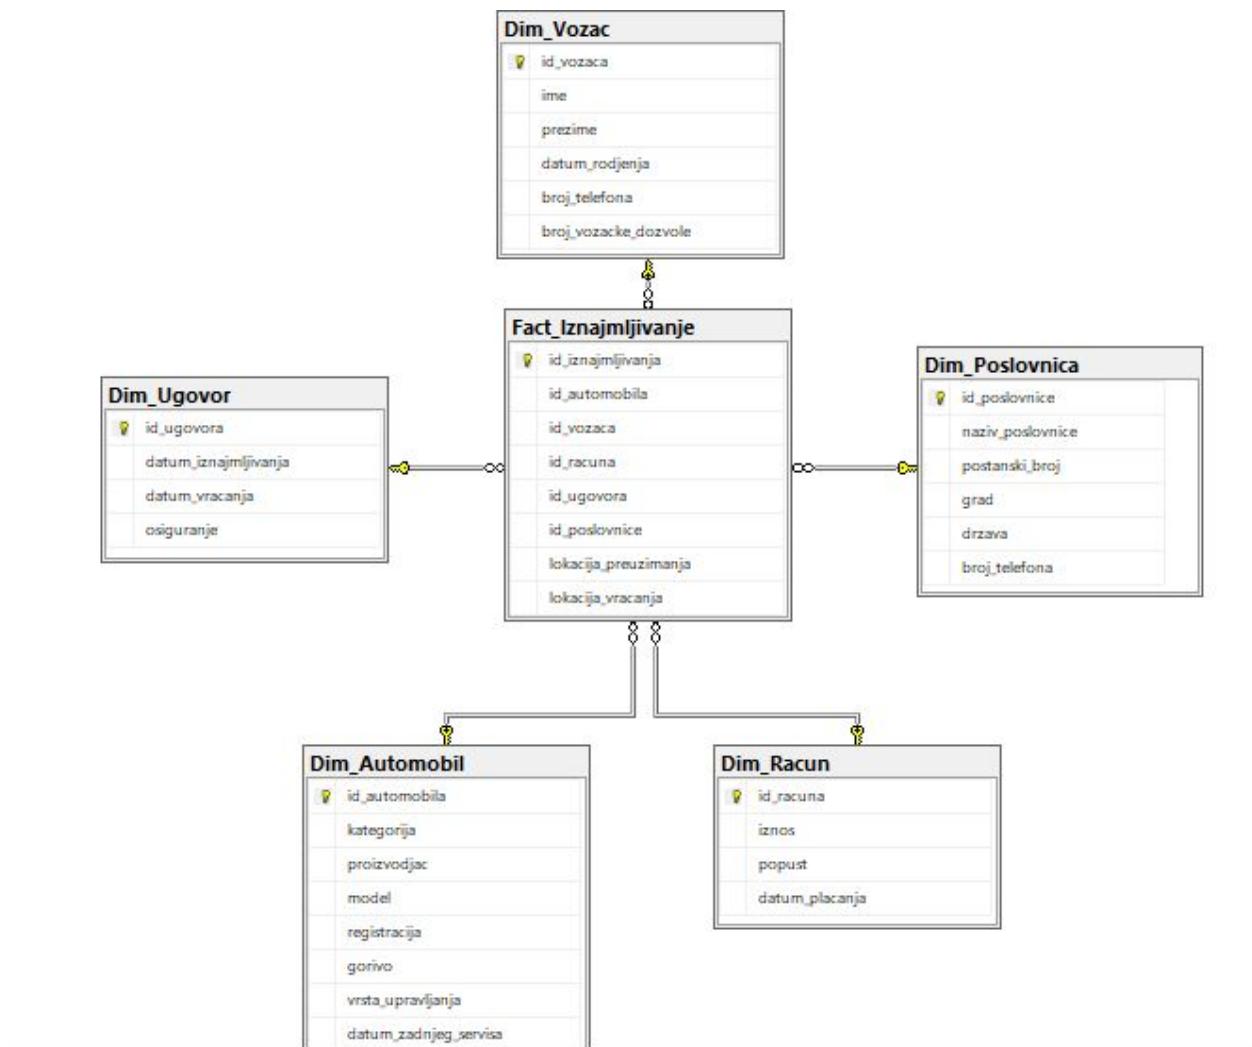 Dim_Vozac
id_vozaca
ime
prezime
datum_rodjenja
broj_telefona
broj_vozacke_dozvole
Fact_Iznajmljivanje
id_iznajmljivanja
id_automobila
id_vozaca
id_racuna
id_ugovora
id_poslovnice
lokacija_preuzimanja
lokacija_vracanja
Dim_Ugovor
id_ugovora
datum_iznajmljivanja
datum_vracanja
osiguranje
Dim_Poslovnica
id_poslovnice
naziv_poslovnice
postanski_broj
grad
drzava
broj_telefona
Dim_Automobil
id_automobila
kategorija
proizvodjac
model
registracija
gorivo
vrsta_upravljanja
datum_zadnjeg_servisa
Dim_Racun
id_racuna
iznos
popust
datum_placanja